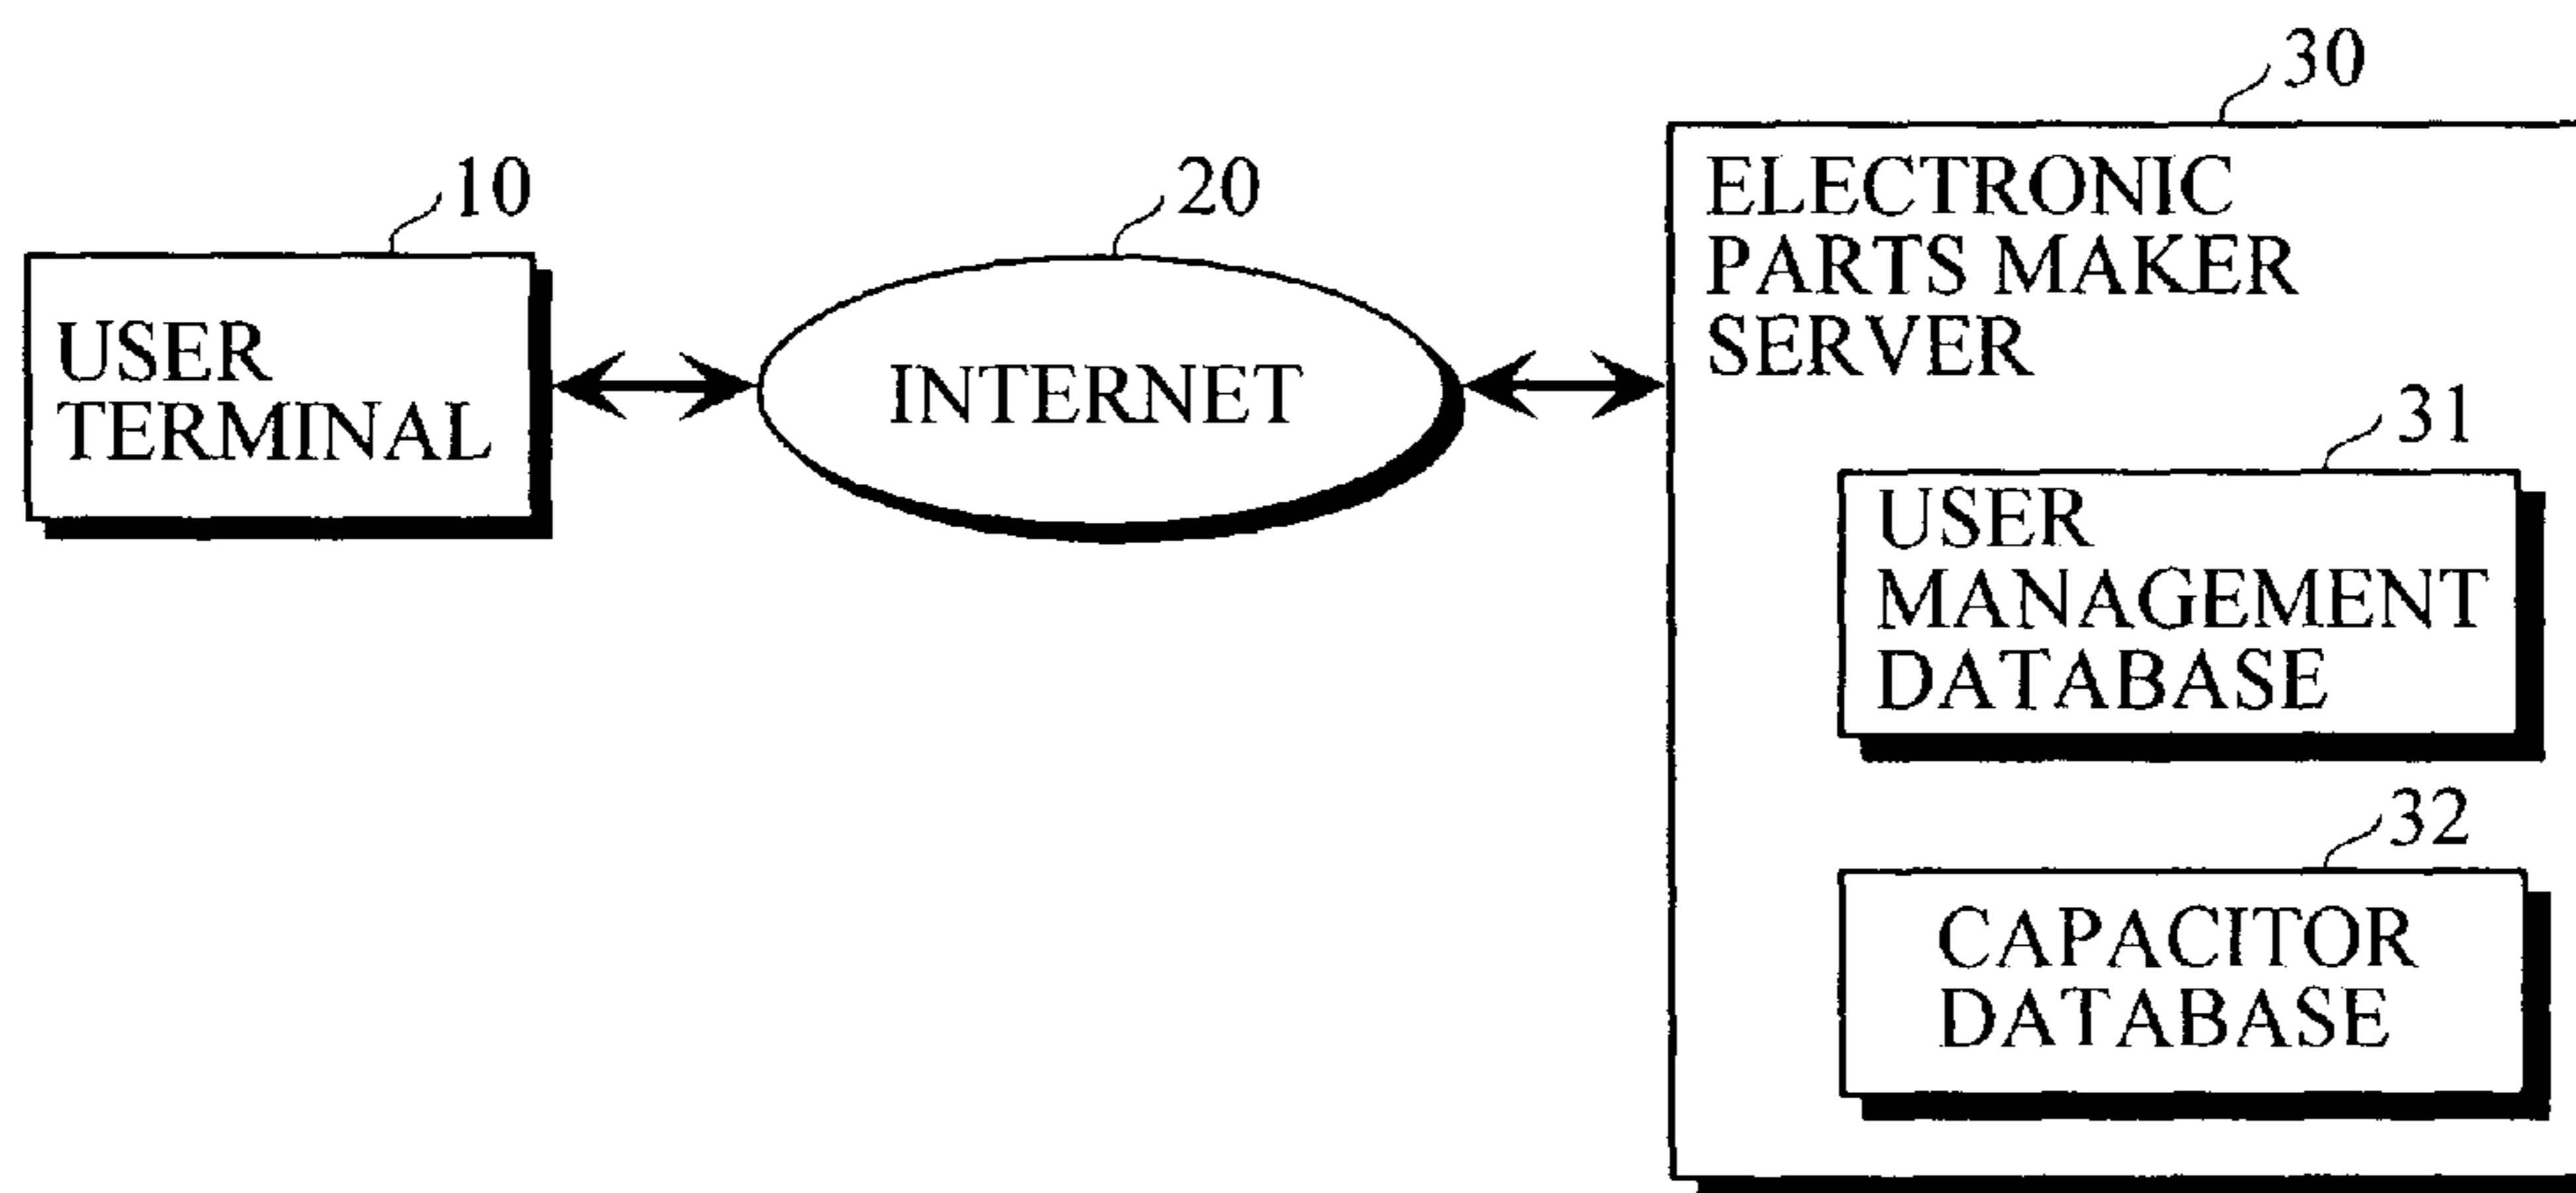 10
USER
TERMINAL
20
INTERNET
30
ELECTRONIC
PARTS MAKER
SERVER
31
USER
MANAGEMENT
DATABASE
32
CAPACITOR
DATABASE